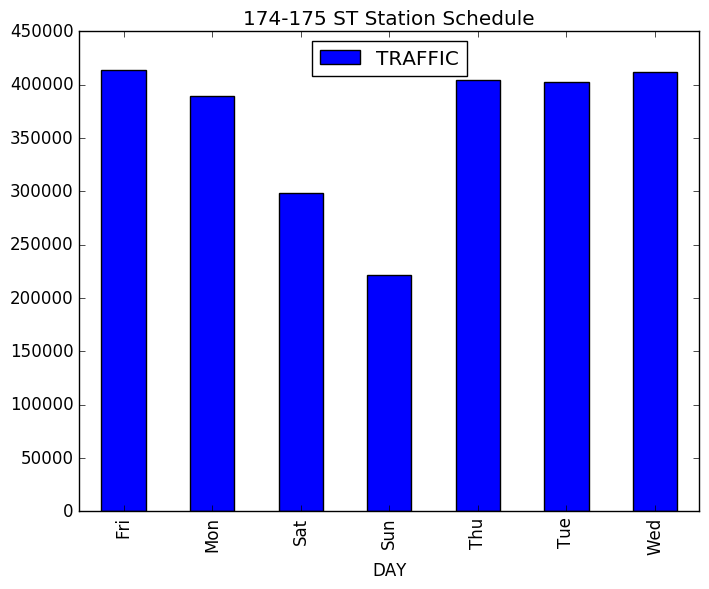 174-175 ST Station Schedule
TRAFFIC
450000
400000
350000
300000
250000
200000
150000
100000
50000
0
Fri
Mon
Sat
Sun
Thu
Tue
Wed
DAY